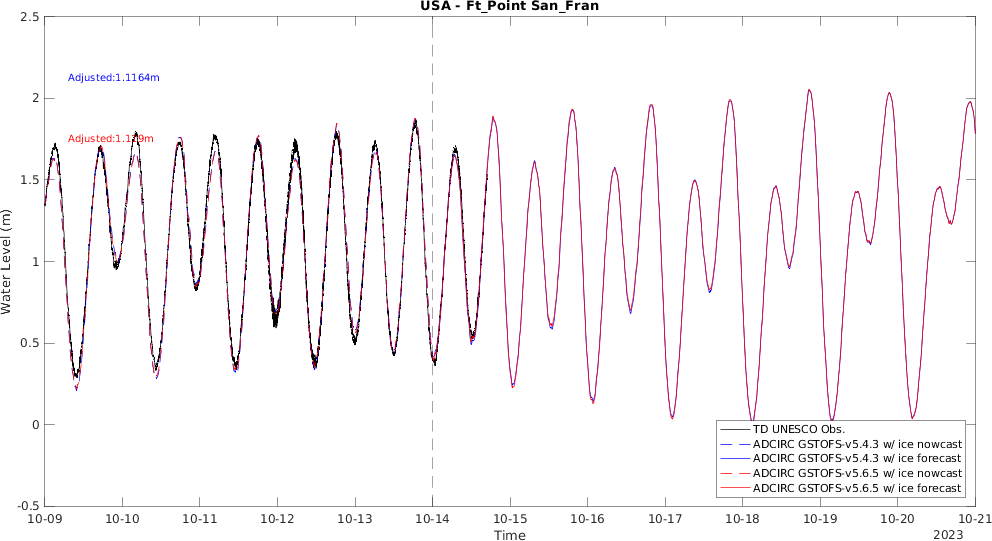 USA - Ft_Point San_Fran
2.5
2
1.5
1
0.5
0
-0.5
Water Level (m)
Adjusted:1.1164m
TD UNESCO Obs.
ADCIRC GSTOFS-v5.4.3 w/ ice nowcast
ADCIRC GSTOFS-v5.4.3 w/ ice forecast
ADCIRC GSTOFS-v5.6.5 w/ ice nowcast
ADCIRC GSTOFS-v5.6.5 w/ ice forecast
10-09 10-10 10-11 10-12 10-13 10-14 10-15 10-16 10-17 10-18 10-19 10-20 10-21
Time
2023